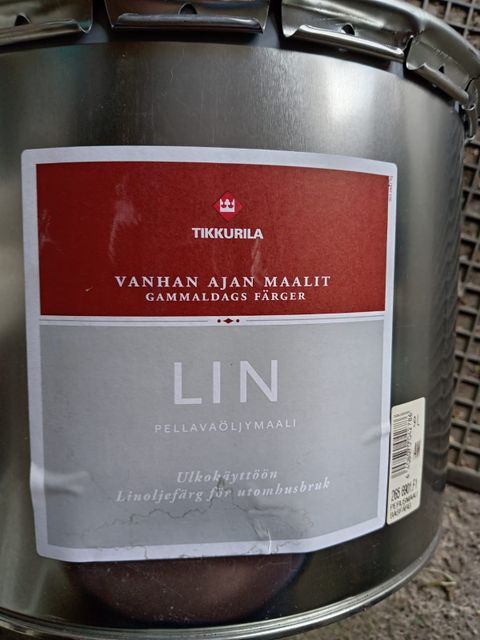 TIKKURILA
VANHAN AJAN MAALIT
GAMMALDAGS FÄRGER
LIN
PELLAVAÖLJYMAALI
Ulkokäyttöön
Linoljefärg för utomhusbruk